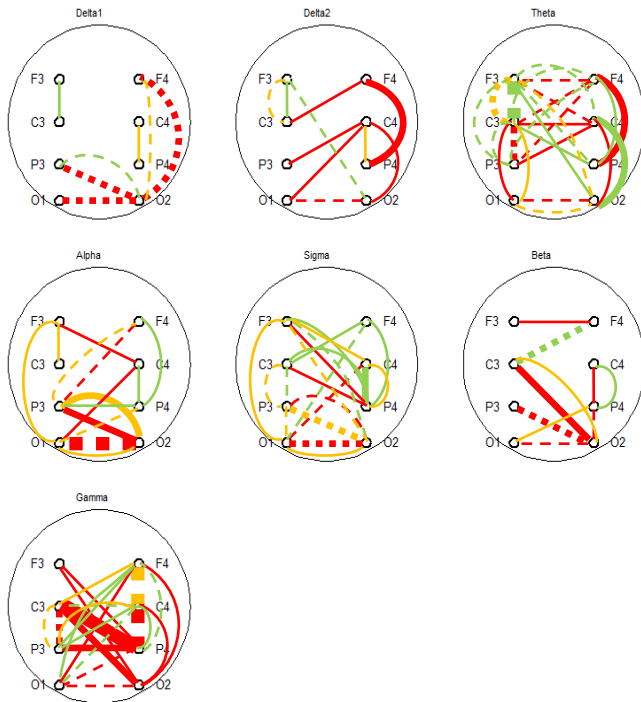 Delta1 Delta2 Theta
F3 F4 F3 F4 F3 F4
C3 C4 C3 C4 C3 C4
P3 P4 P3 P4 P3 P4
O1 O2 O1 O2 O1 O2
Alpha Sigma Beta
F3 F4 F3 F4 F3 F4
C3 C4 C3 C4 C3 C4
P3 P4 P3 P4 P3 P4
O1 O2 O1 O2 O1 O2
Gamma
F3 F4
C3 C4
P3 P4
O1 O2